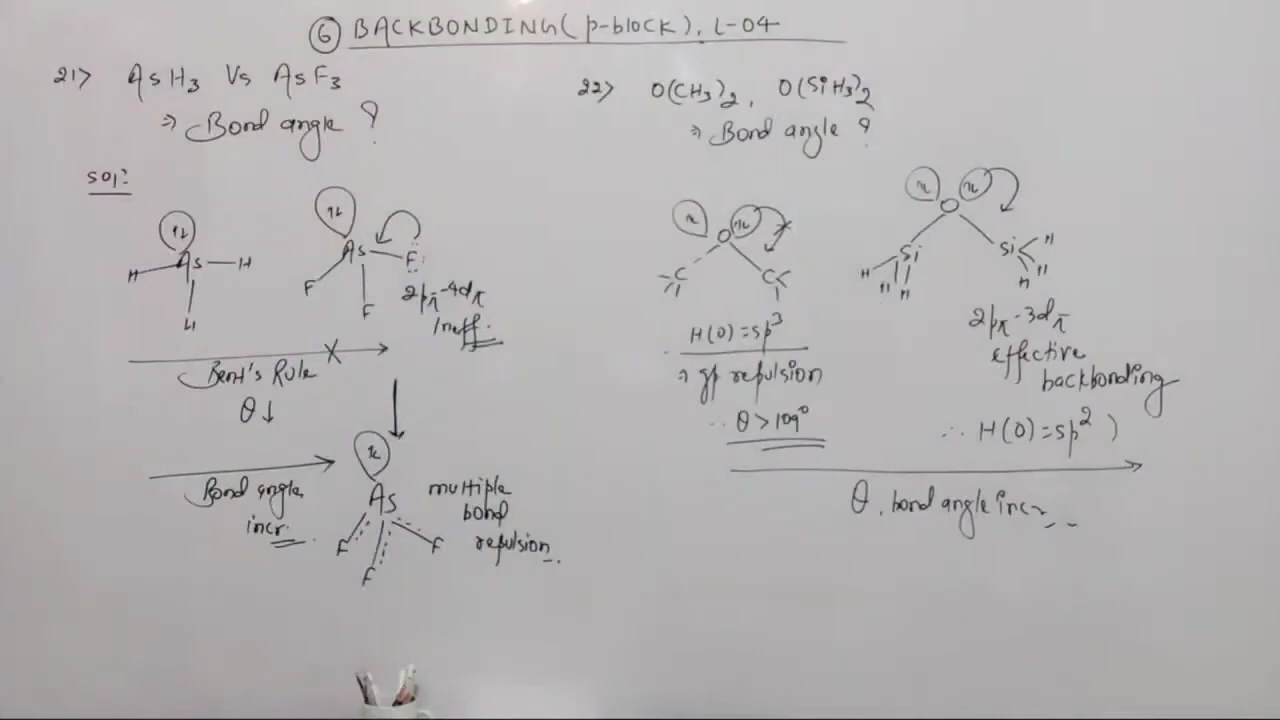 ⑥ BACKBONDING (p-block), L-04
21> AsH₃ Vs AsF₃
⇒ Bond angle ?
Sol:
As H H H
As F F F
2pπ-4dπ
Ineff.
Bent's Rule
θ↓
Bond angle
incr.
As F F F
multiple
bond
repulsion
22> O(CH₃)₂, O(SiH₃)₂
⇒ Bond angle ?
O C C
H(O) = sp³
⇒ gp repulsion
∴ θ > 109°
O Si Si H
2pπ-3dπ
effective
backbonding
∴ H(O) = sp²
θ, bond angle incr